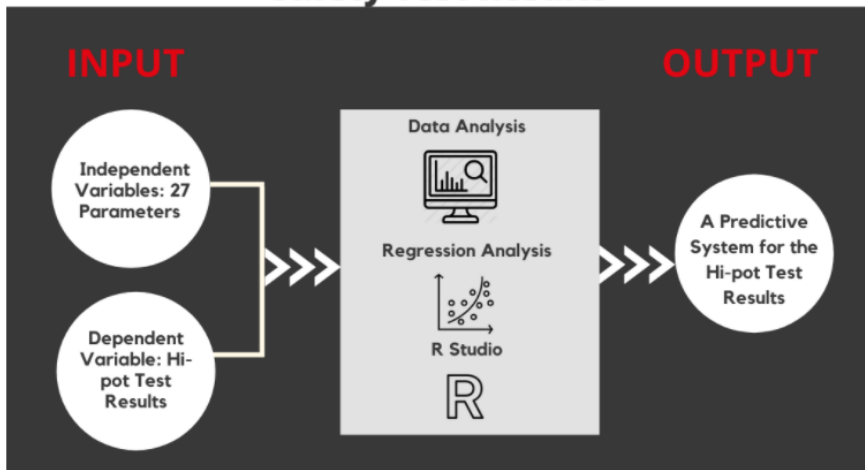 INPUT
OUTPUT
Independent
Variables: 27
Parameters
Dependent
Variable: Hi-
pot Test
Results
Data Analysis
Regression Analysis
R Studio
R
A Predictive
System for the
Hi-pot Test
Results